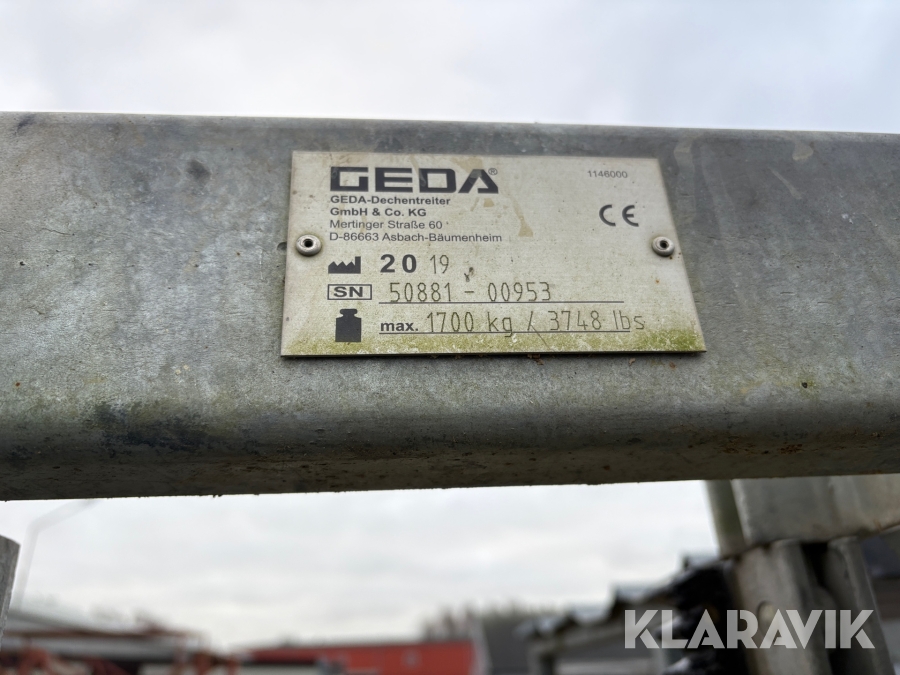 GEDA®
1146000
GEDA-Dechentreiter
GmbH & Co. KG
Mertinger Straße 60
D-86663 Asbach-Bäumenheim
CE
20 19
SN 50881 - 00953
max. 1700 kg / 3748 lbs
KLARAVIK